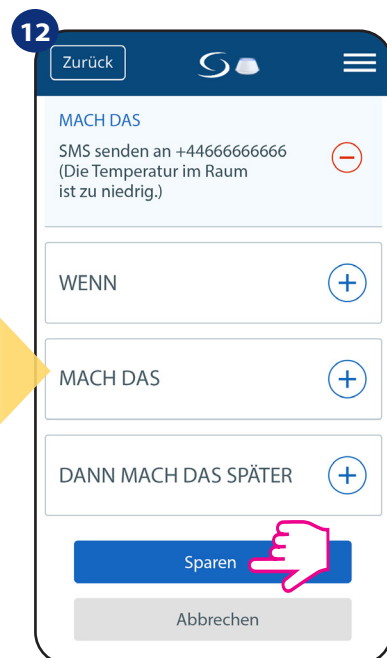 12
Zurück
MACH DAS
SMS senden an +44666666666
(Die Temperatur im Raum
ist zu niedrig.)
WENN
MACH DAS
DANN MACH DAS SPÄTER
Sparen
Abbrechen